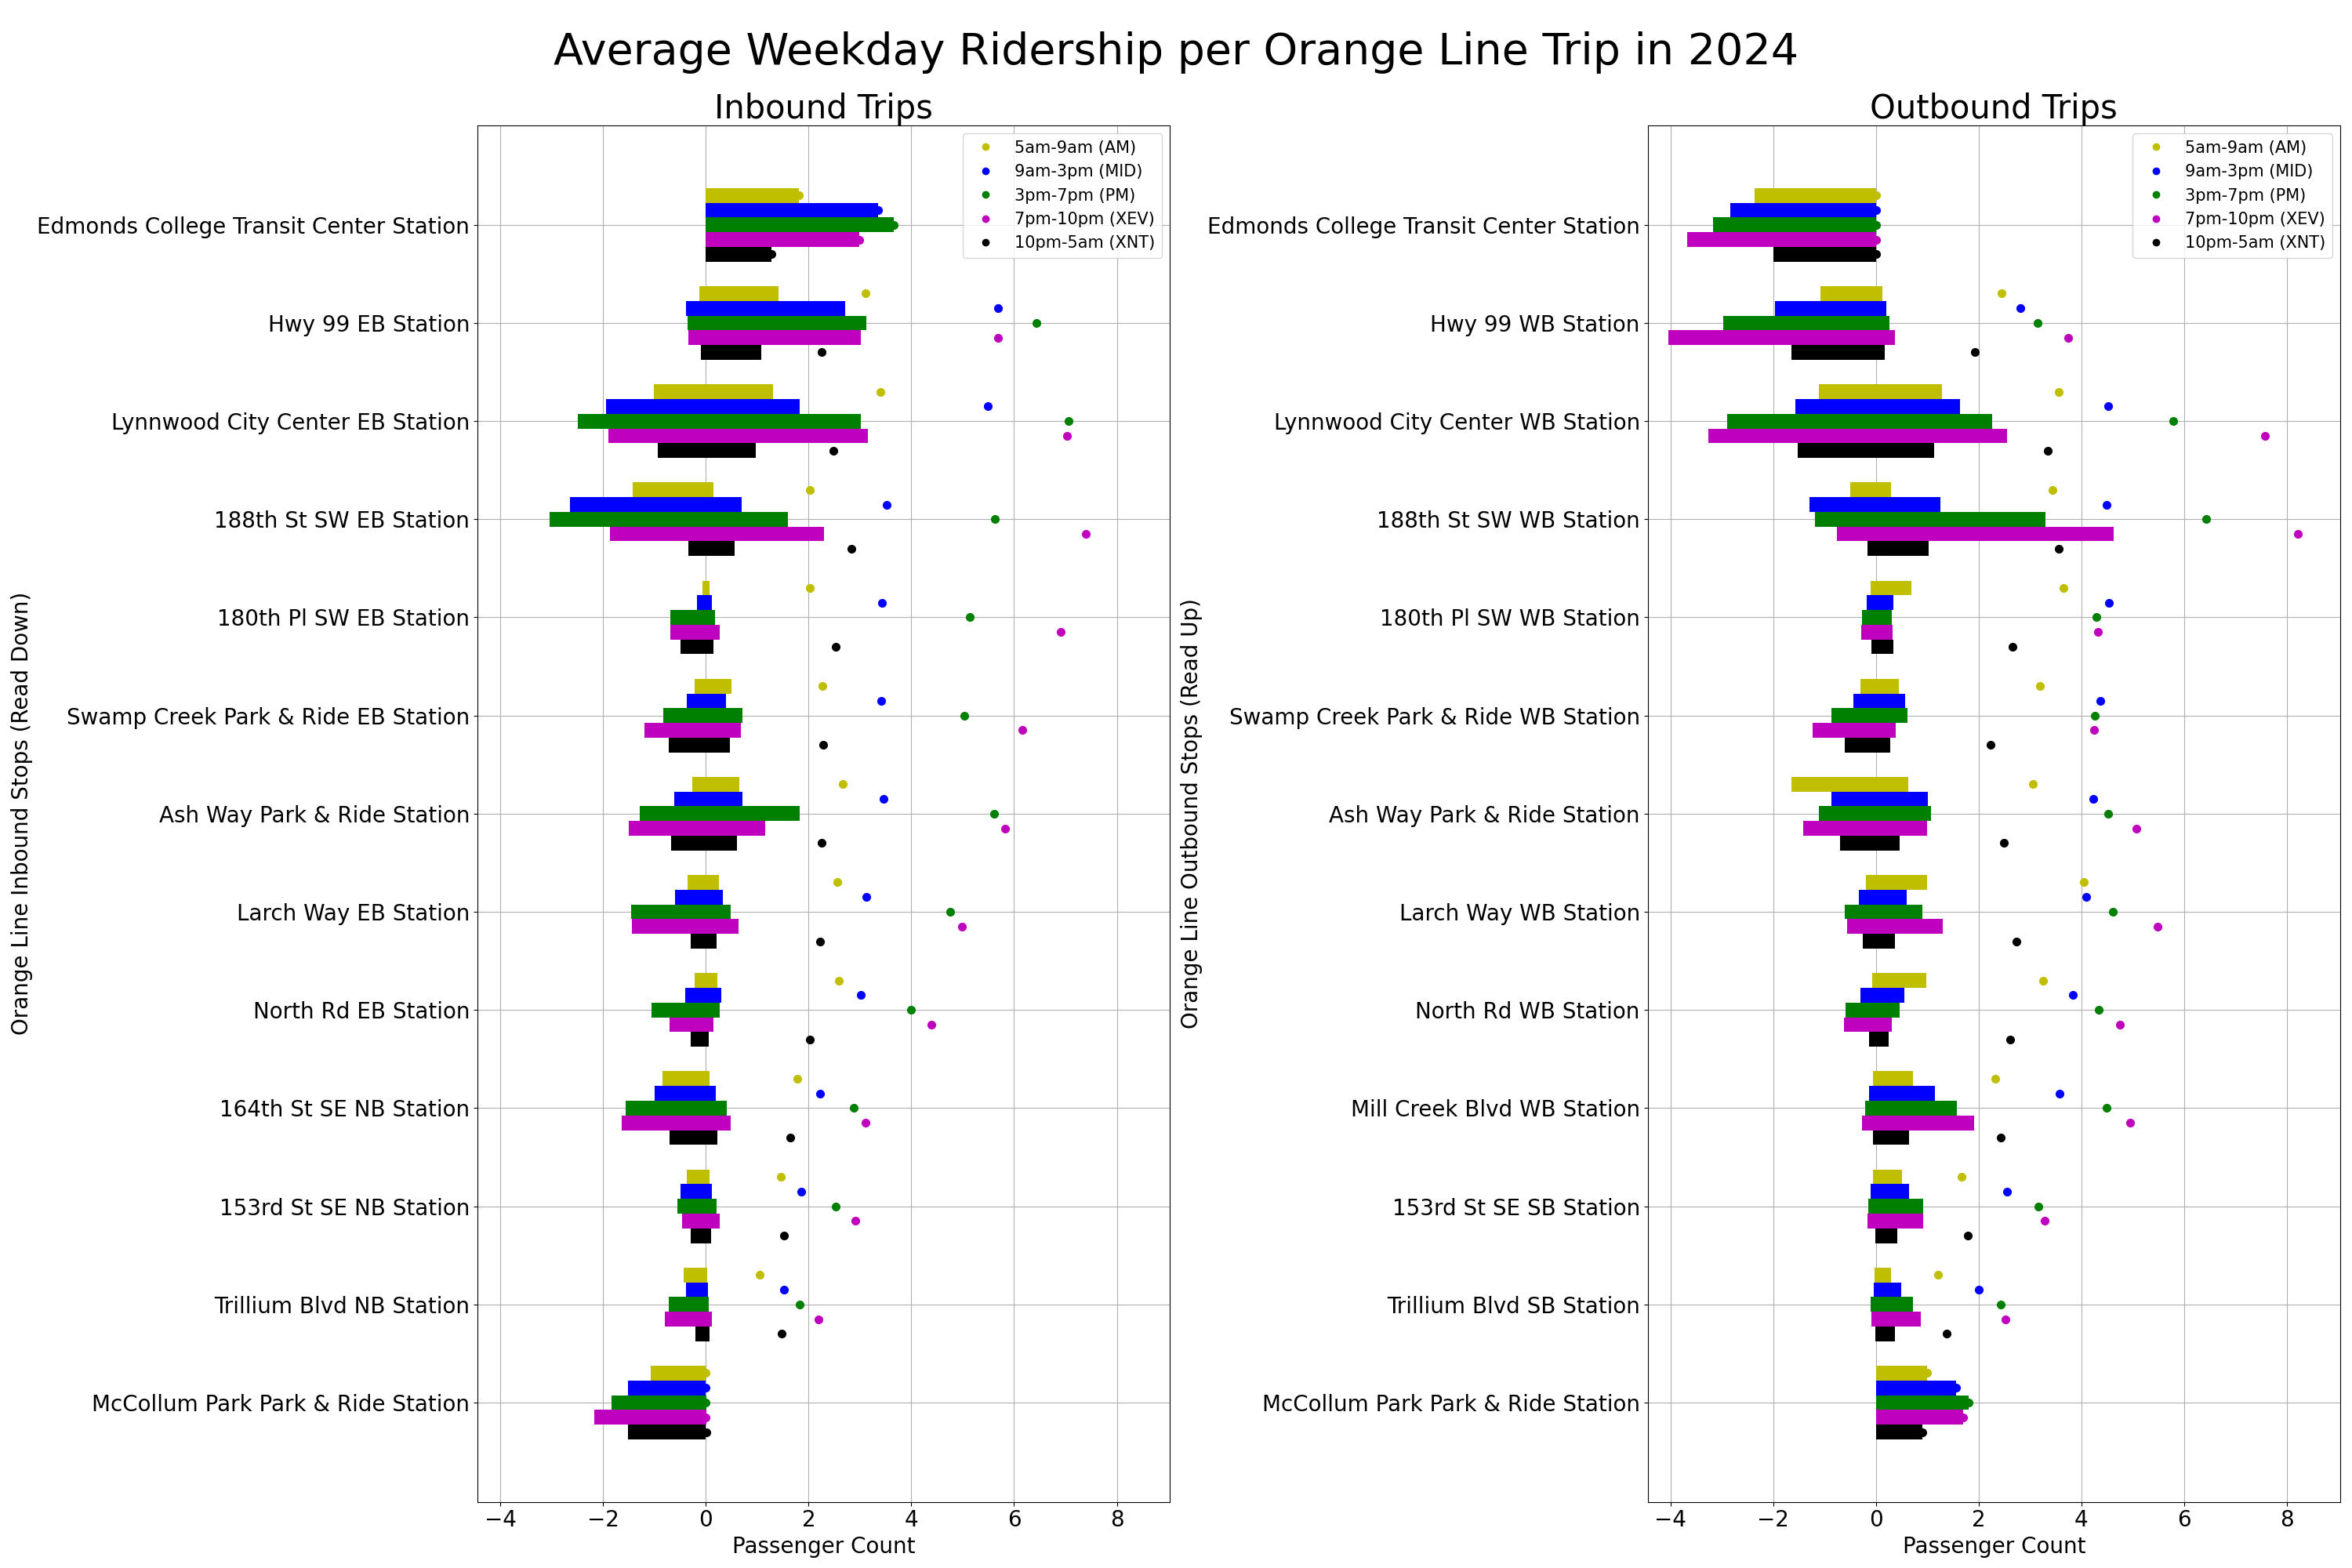 Average Weekday Ridership per Orange Line Trip in 2024
Inbound Trips
5am-9am (AM)
9am-3pm (MID)
3pm-7pm (PM)
7pm-10pm (XEV)
10pm-5am (XNT)
Orange Line Inbound Stops (Read Down)
Edmonds College Transit Center Station
Hwy 99 EB Station
Lynnwood City Center EB Station
188th St SW EB Station
180th Pl SW EB Station
Swamp Creek Park & Ride EB Station
Ash Way Park & Ride Station
Larch Way EB Station
North Rd EB Station
164th St SE NB Station
153rd St SE NB Station
Trillium Blvd NB Station
McCollum Park Park & Ride Station
−4 −2 0 2 4 6 8
Passenger Count
Outbound Trips
5am-9am (AM)
9am-3pm (MID)
3pm-7pm (PM)
7pm-10pm (XEV)
10pm-5am (XNT)
Orange Line Outbound Stops (Read Up)
Edmonds College Transit Center Station
Hwy 99 WB Station
Lynnwood City Center WB Station
188th St SW WB Station
180th Pl SW WB Station
Swamp Creek Park & Ride WB Station
Ash Way Park & Ride Station
Larch Way WB Station
North Rd WB Station
Mill Creek Blvd WB Station
153rd St SE SB Station
Trillium Blvd SB Station
McCollum Park Park & Ride Station
−4 −2 0 2 4 6 8
Passenger Count